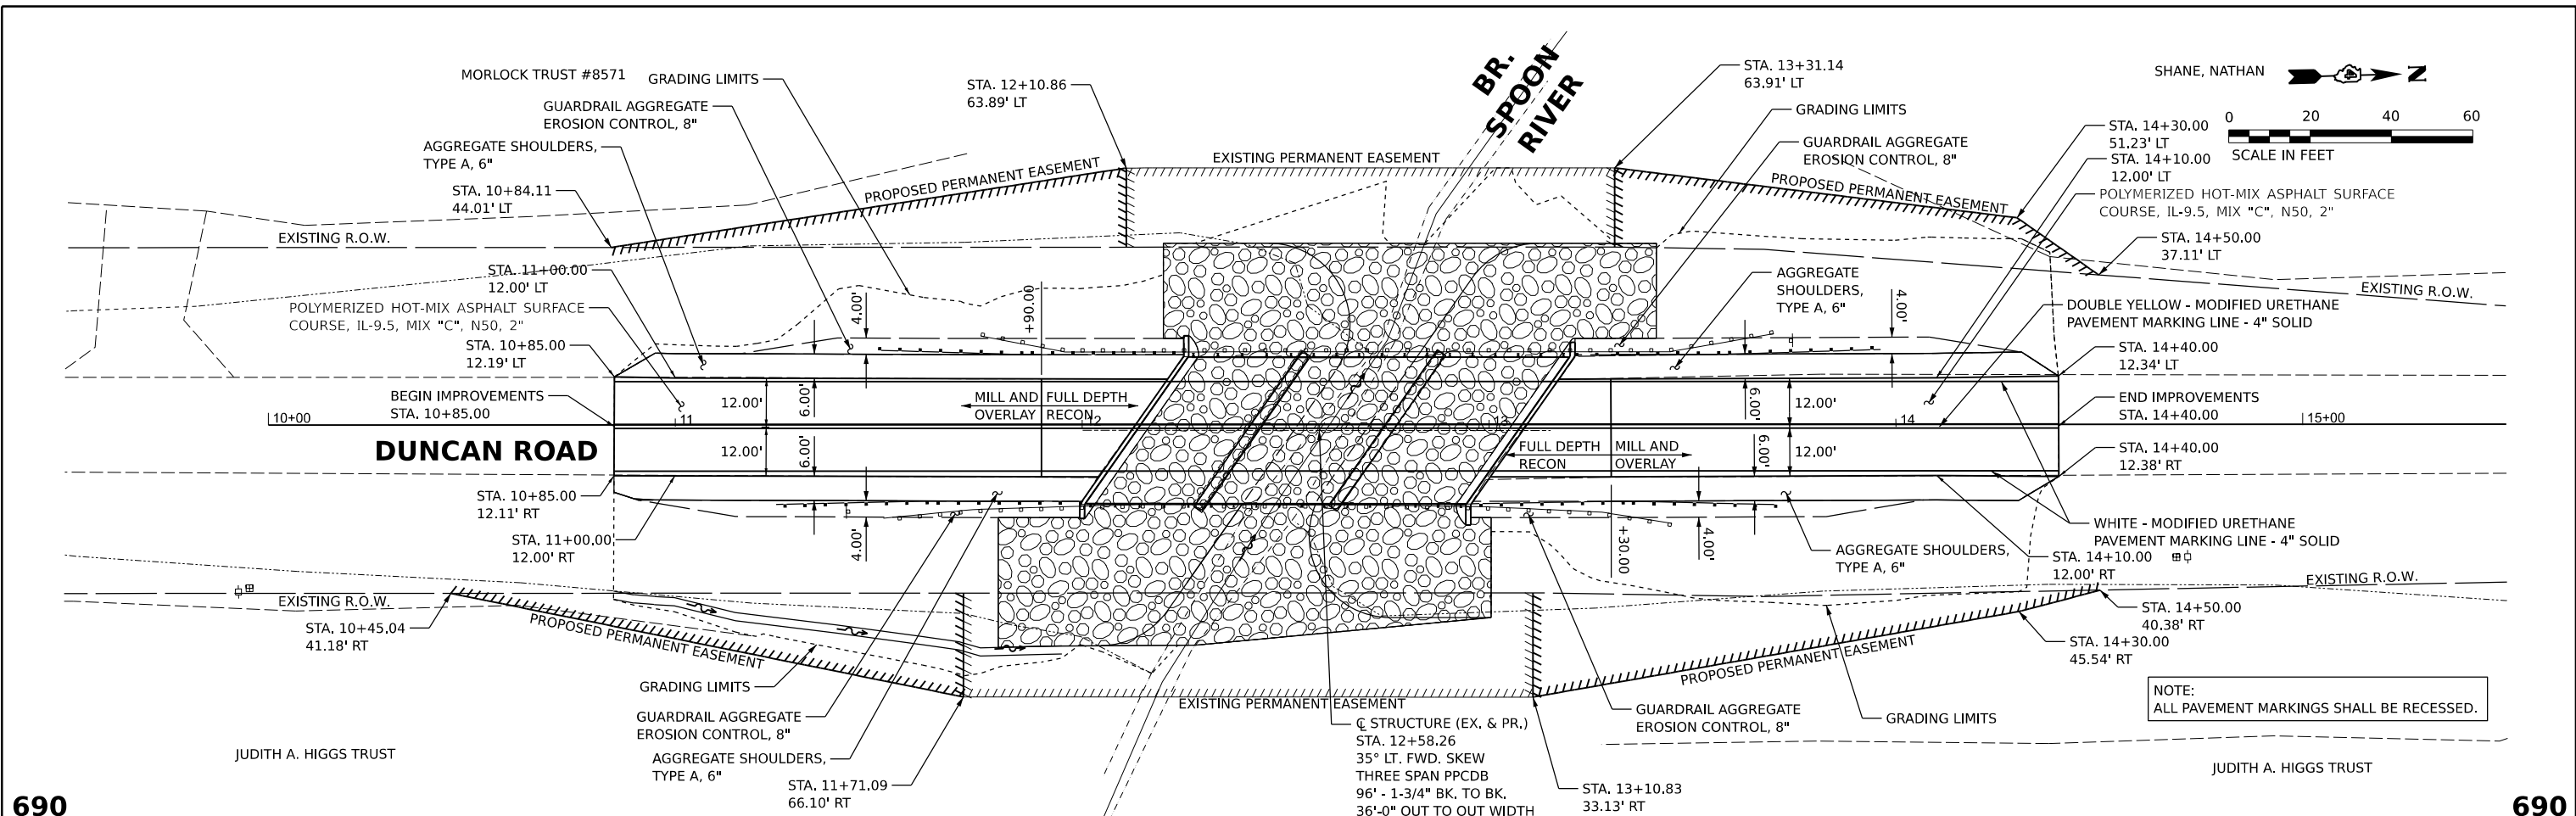 MORLOCK TRUST #8571
GRADING LIMITS
GUARDRAIL AGGREGATE
EROSION CONTROL, 8"
AGGREGATE SHOULDERS,
TYPE A, 6"
STA. 10+84.11
44.01' LT
EXISTING R.O.W.
STA. 11+00.00
12.00' LT
POLYMERIZED HOT-MIX ASPHALT SURFACE
COURSE, IL-9.5, MIX "C", N50, 2"
STA. 10+85.00
12.19' LT
BEGIN IMPROVEMENTS
STA. 10+85.00
10+00
DUNCAN ROAD
STA. 10+85.00
12.11' RT
STA. 11+00.00
12.00' RT
EXISTING R.O.W.
STA. 10+45.04
41.18' RT
PROPOSED PERMANENT EASEMENT
GRADING LIMITS
GUARDRAIL AGGREGATE
EROSION CONTROL, 8"
AGGREGATE SHOULDERS,
TYPE A, 6"
STA. 11+71.09
66.10' RT
JUDITH A. HIGGS TRUST
690
STA. 12+10.86
63.89' LT
PROPOSED PERMANENT EASEMENT
EXISTING PERMANENT EASEMENT
BR.
SPOON
RIVER
4.00'
+90.00
12.00'
6.00'
11
MILL AND
OVERLAY
FULL DEPTH
RECON
12
12.00'
6.00'
4.00'
13
FULL DEPTH
RECON
MILL AND
OVERLAY
+30.00
EXISTING PERMANENT EASEMENT
℄ STRUCTURE (EX. & PR.)
STA. 12+58.26
35° LT. FWD. SKEW
THREE SPAN PPCDB
96' - 1-3/4" BK. TO BK.
36'-0" OUT TO OUT WIDTH
STA. 13+10.83
33.13' RT
STA. 13+31.14
63.91' LT
GRADING LIMITS
GUARDRAIL AGGREGATE
EROSION CONTROL, 8"
PROPOSED PERMANENT EASEMENT
AGGREGATE
SHOULDERS,
TYPE A, 6"
4.00'
6.00'
12.00'
14
6.00'
12.00'
4.00'
SHANE, NATHAN
N
0
20
40
60
SCALE IN FEET
STA. 14+30.00
51.23' LT
STA. 14+10.00
12.00' LT
POLYMERIZED HOT-MIX ASPHALT SURFACE
COURSE, IL-9.5, MIX "C", N50, 2"
STA. 14+50.00
37.11' LT
EXISTING R.O.W.
DOUBLE YELLOW - MODIFIED URETHANE
PAVEMENT MARKING LINE - 4" SOLID
STA. 14+40.00
12.34' LT
END IMPROVEMENTS
STA. 14+40.00
15+00
STA. 14+40.00
12.38' RT
WHITE - MODIFIED URETHANE
PAVEMENT MARKING LINE - 4" SOLID
AGGREGATE SHOULDERS,
TYPE A, 6"
STA. 14+10.00
12.00' RT
EXISTING R.O.W.
STA. 14+50.00
40.38' RT
STA. 14+30.00
45.54' RT
PROPOSED PERMANENT EASEMENT
GUARDRAIL AGGREGATE
EROSION CONTROL, 8"
GRADING LIMITS
NOTE:
ALL PAVEMENT MARKINGS SHALL BE RECESSED.
JUDITH A. HIGGS TRUST
690